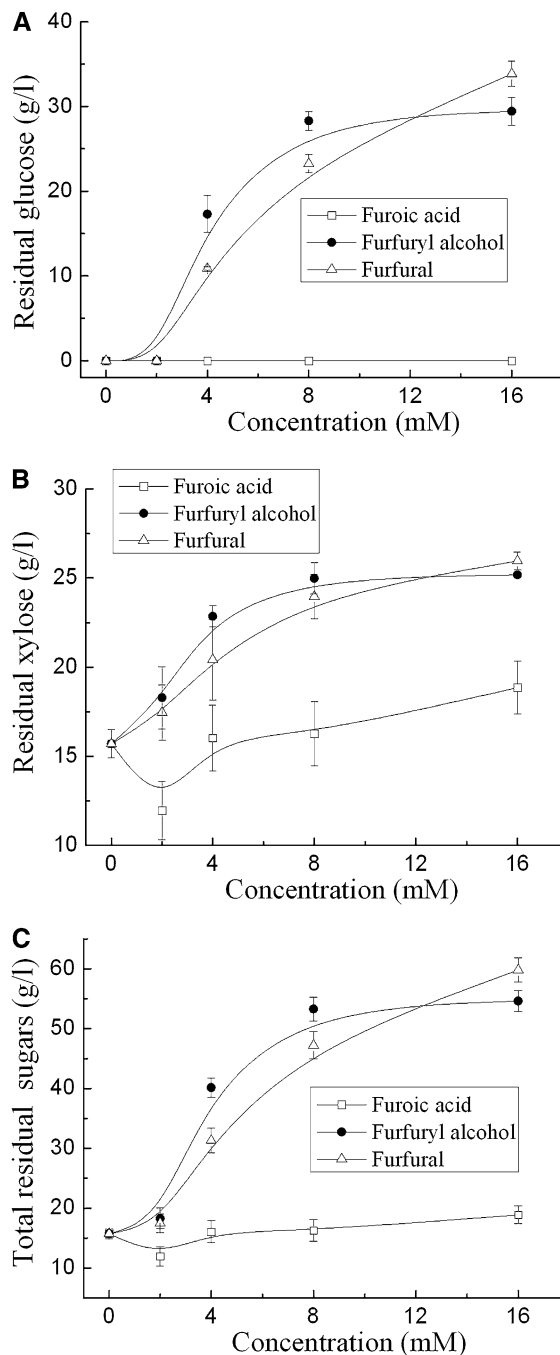 A
40
30
20
10
0
Residual glucose (g/l)
Furoic acid
Furfuryl alcohol
Furfural
0 4 8 12 16
Concentration (mM)
B
30
25
20
15
10
Residual xylose (g/l)
Furoic acid
Furfuryl alcohol
Furfural
0 4 8 12 16
Concentration (mM)
C
60
50
40
30
20
10
Total residual sugars (g/l)
Furoic acid
Furfuryl alcohol
Furfural
0 4 8 12 16
Concentration (mM)